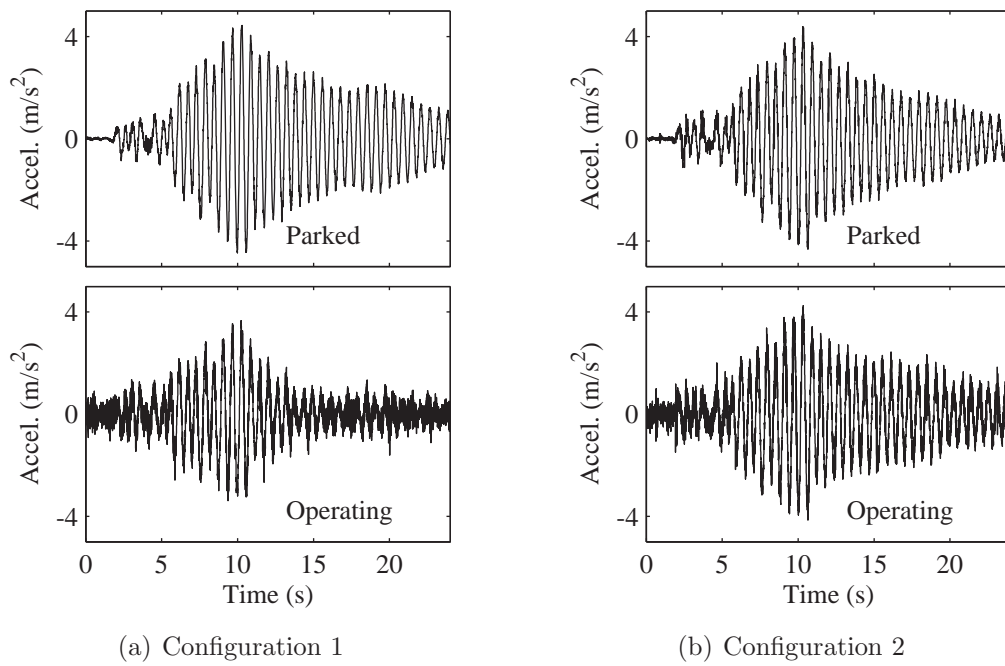 4
0
-4
Accel. (m/s²)
Parked
4
0
-4
Accel. (m/s²)
Operating
0 5 10 15 20
Time (s)
(a) Configuration 1
4
0
-4
Accel. (m/s²)
Parked
4
0
-4
Accel. (m/s²)
Operating
0 5 10 15 20
Time (s)
(b) Configuration 2